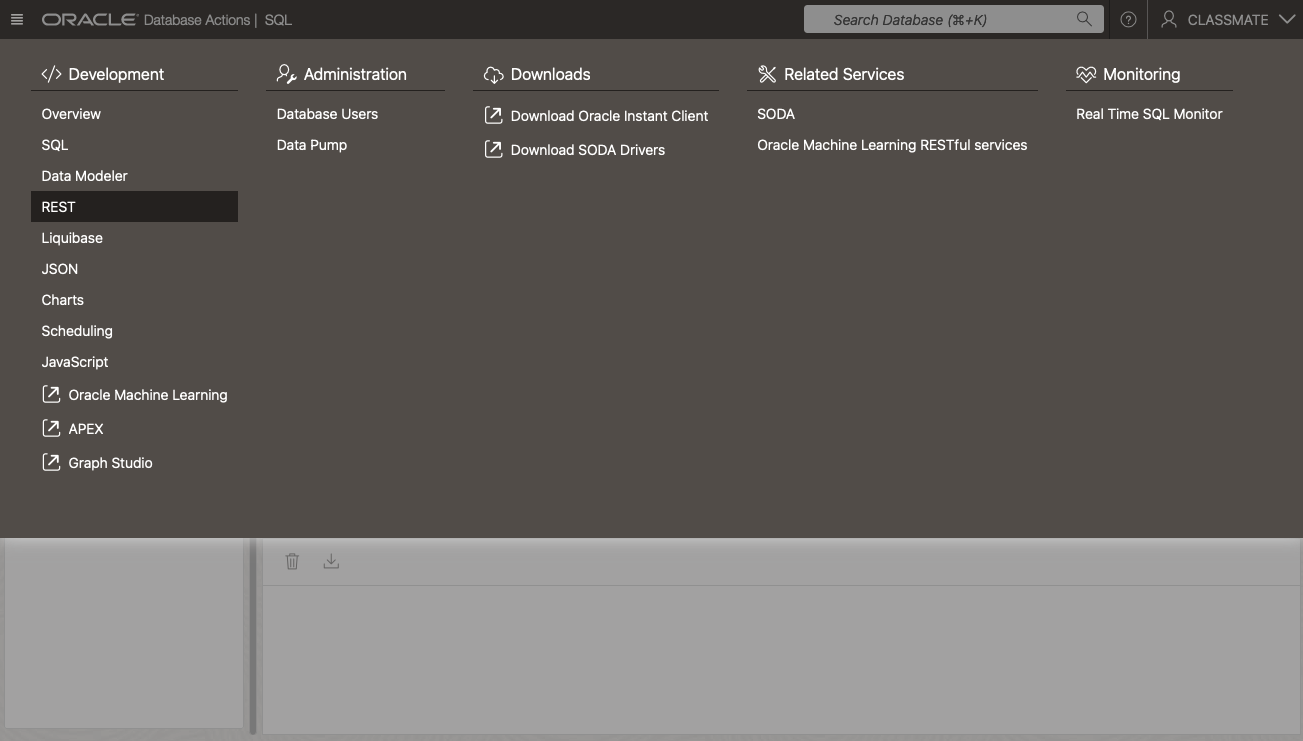 ORACLE Database Actions | SQL
Search Database (⌘+K)
? CLASSMATE
</> Development
Overview
SQL
Data Modeler
REST
Liquibase
JSON
Charts
Scheduling
JavaScript
Oracle Machine Learning
APEX
Graph Studio
Administration
Database Users
Data Pump
Downloads
Download Oracle Instant Client
Download SODA Drivers
Related Services
SODA
Oracle Machine Learning RESTful services
Monitoring
Real Time SQL Monitor